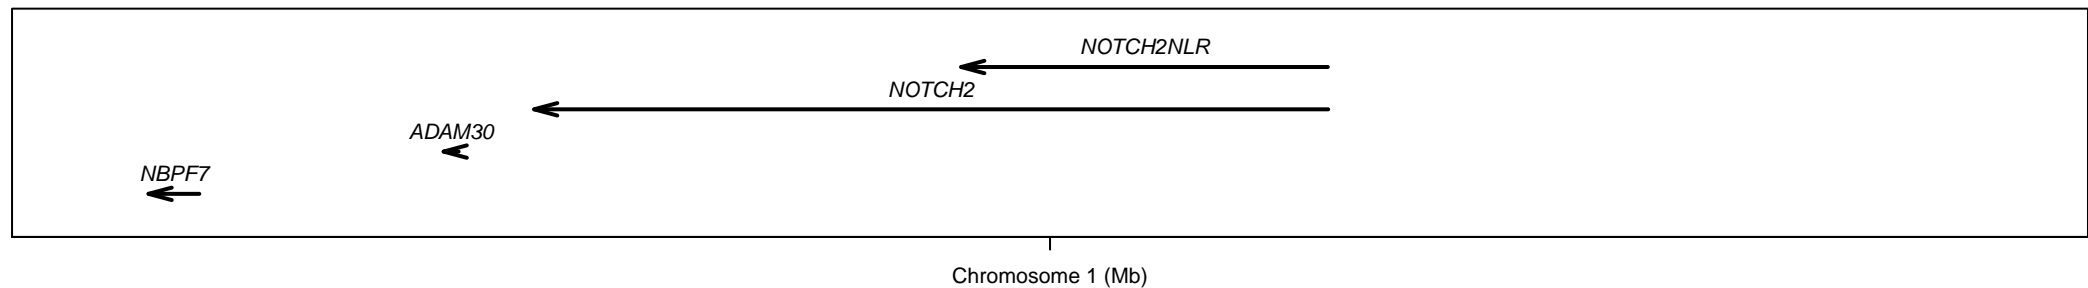 NOTCH2NLR
NOTCH2
ADAM30
NBPF7
Chromosome 1 (Mb)